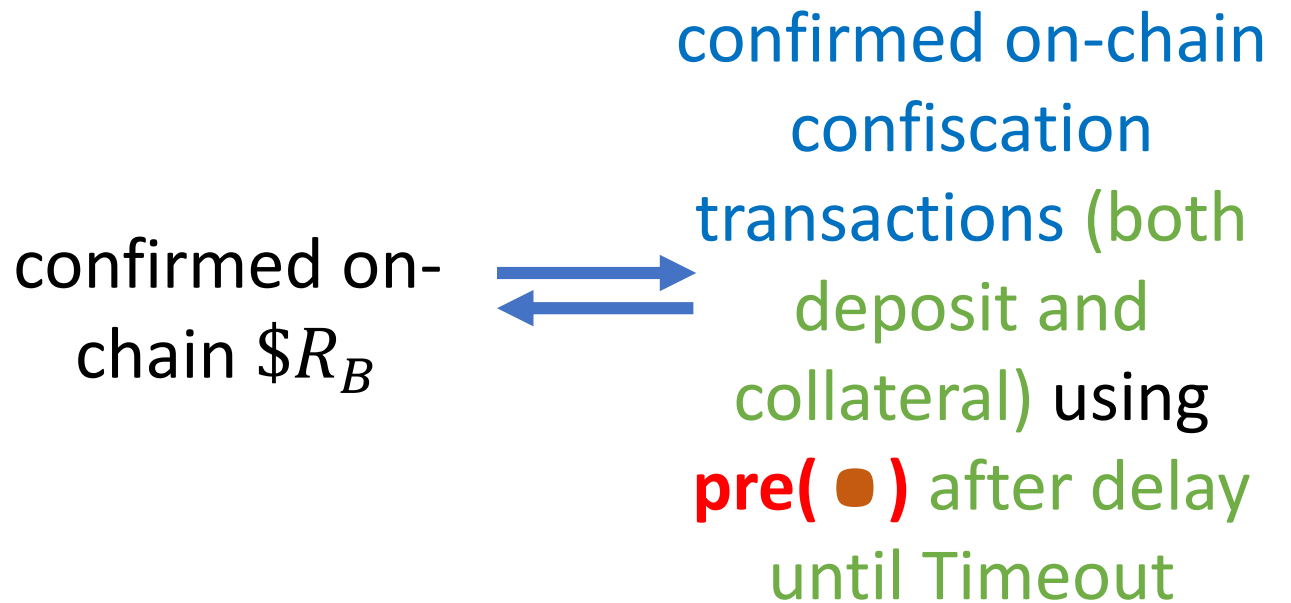 confirmed on-
chain $R_B
confirmed on-chain
confiscation
transactions (both
deposit and
collateral) using
pre( )  after delay
until Timeout